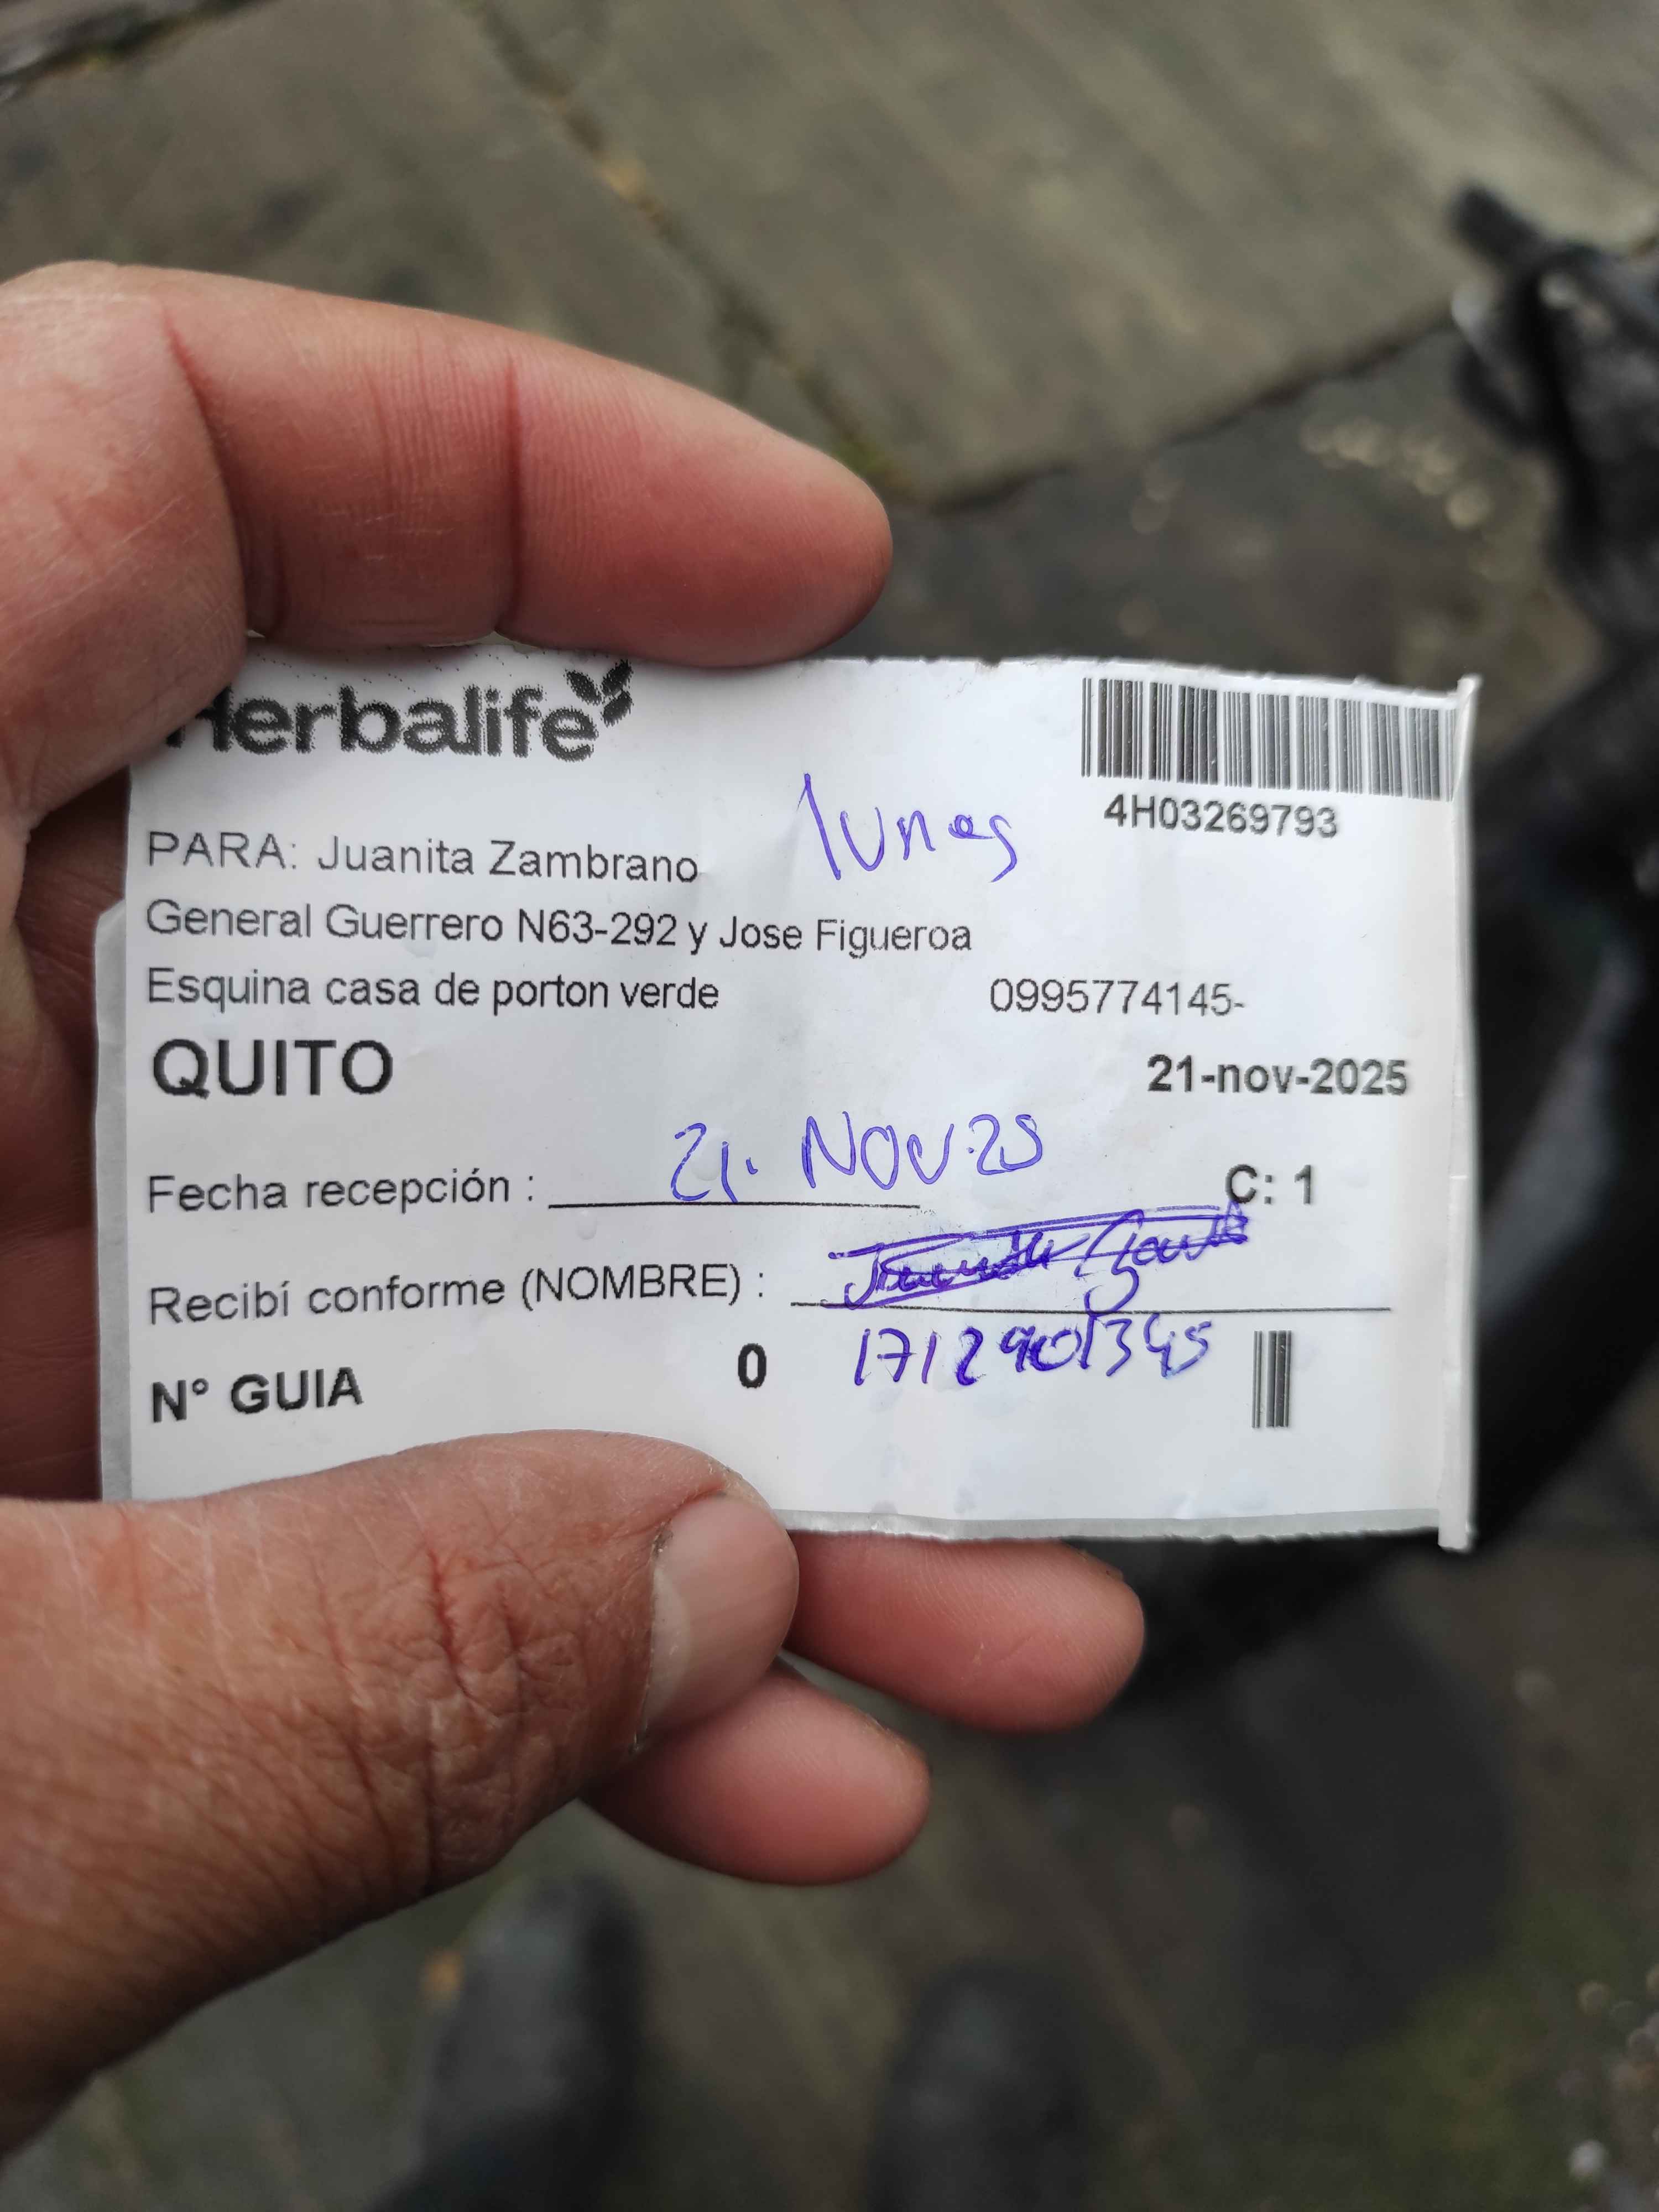 Herbalife
4H03269793
lunes
PARA: Juanita Zambrano
General Guerrero N63-292 y Jose Figueroa
Esquina casa de porton verde 0995774145-
QUITO 21-nov-2025
Fecha recepción : 21. NOV. 25
C: 1
Recibí conforme (NOMBRE) :
N° GUIA 0